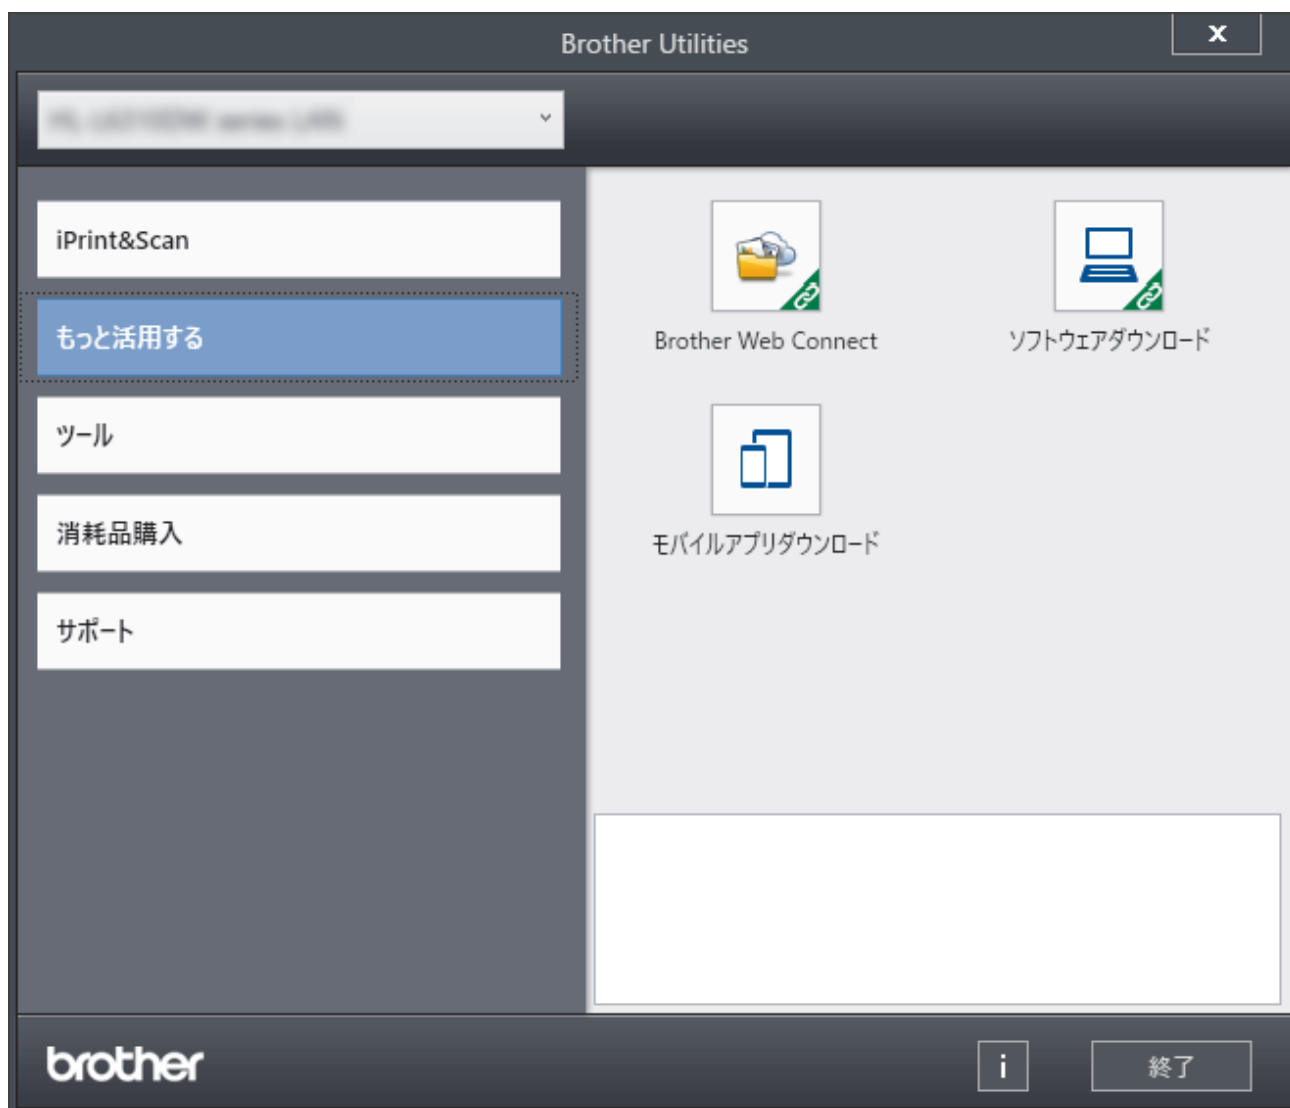 Brother Utilities
x
series LAN
iPrint&Scan
もっと活用する
ツール
消耗品購入
サポート
Brother Web Connect
ソフトウェアダウンロード
モバイルアプリダウンロード
brother
i
終了